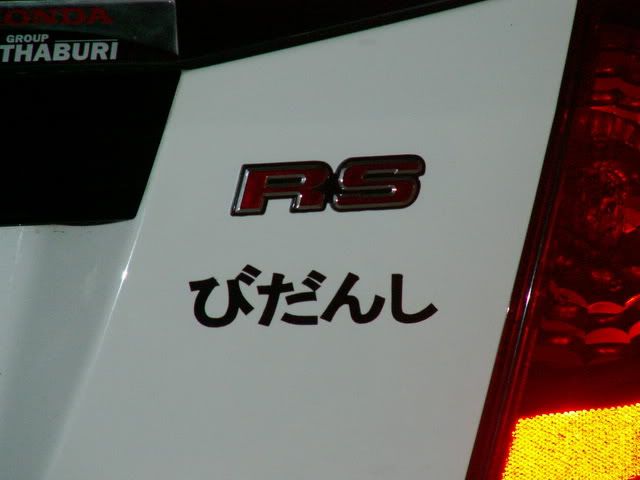 HONDA
GROUP
THABURI
RS
びだんし